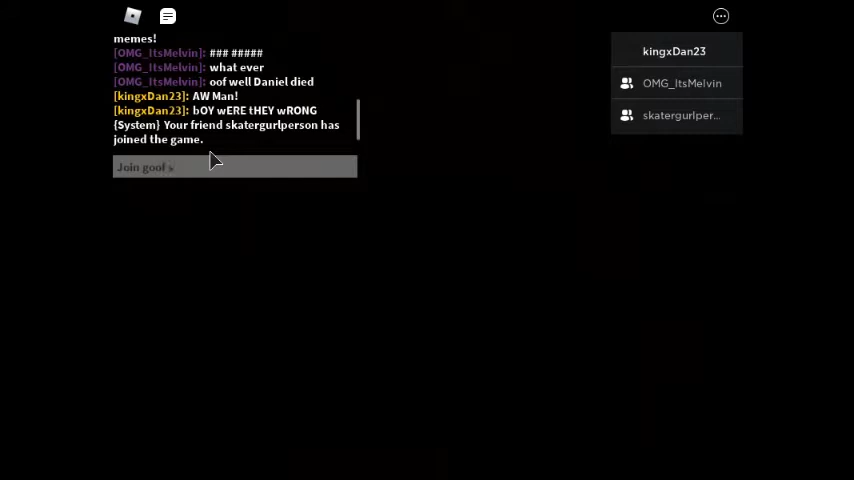 memes!
[OMG_ItsMelvin]: ### #####
[OMG_ItsMelvin]: what ever
[OMG_ItsMelvin]: oof well Daniel died
[kingxDan23]: AW Man!
[kingxDan23]: bOY wERE tHEY wRONG
{System} Your friend skatergurlperson has
joined the game.
Join goof
kingxDan23
OMG_ItsMelvin
skatergurlper...